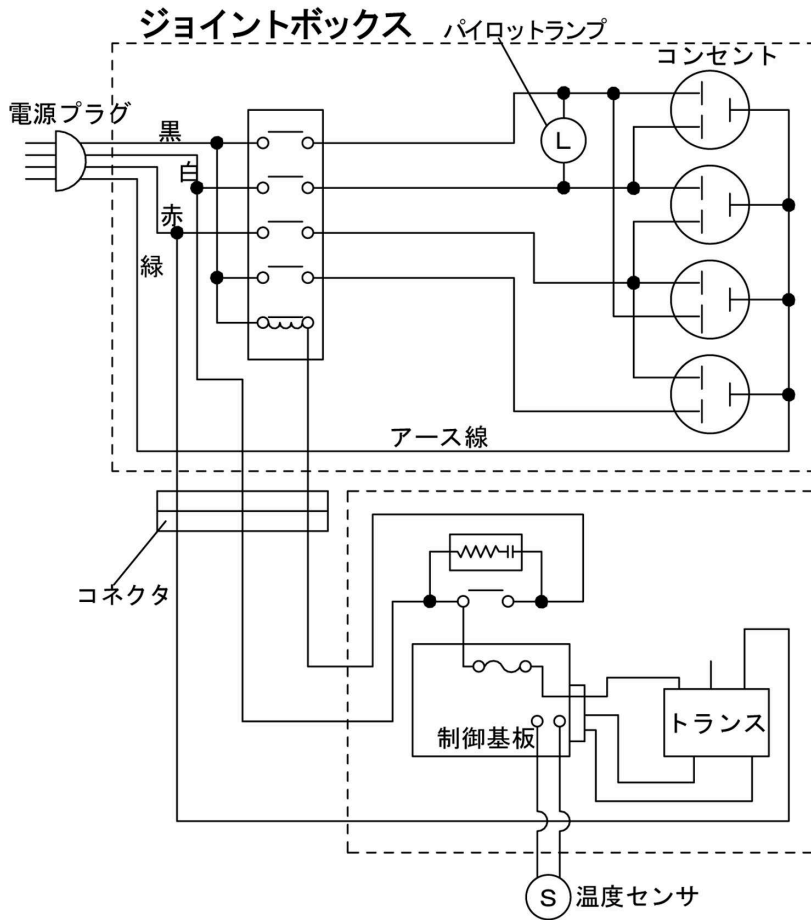 ジョイントボックス
パイロットランプ
コンセント
電源プラグ
黒
白
赤
緑
L
アース線
コネクタ
制御基板
トランス
S
温度センサ